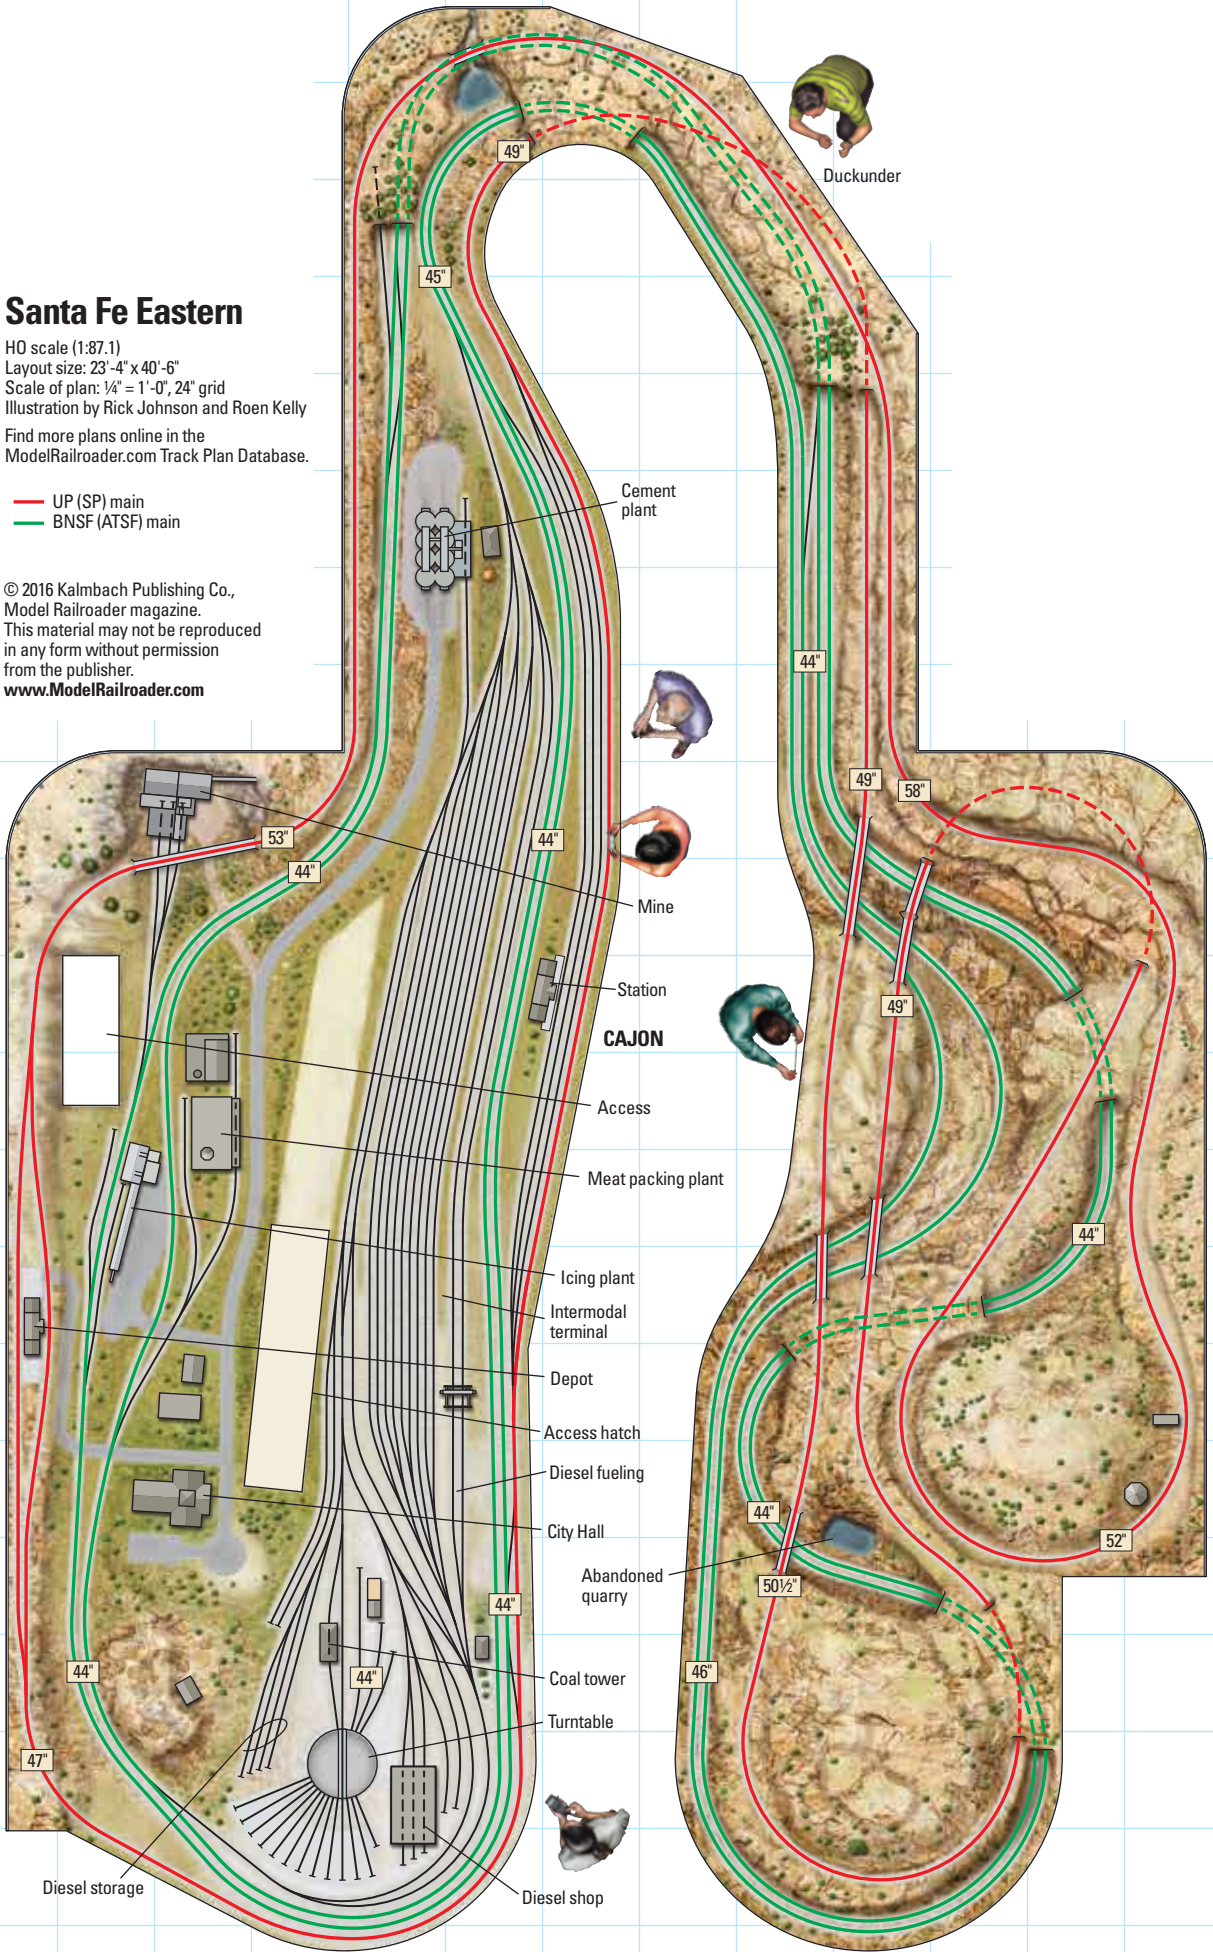 Santa Fe Eastern
HO scale (1:87.1)
Layout size: 23'-4" x 40'-6"
Scale of plan: ¼" = 1'-0", 24" grid
Illustration by Rick Johnson and Roen Kelly
Find more plans online in the
ModelRailroader.com Track Plan Database.
UP (SP) main
BNSF (ATSF) main
© 2016 Kalmbach Publishing Co.,
Model Railroader magazine.
This material may not be reproduced
in any form without permission
from the publisher.
www.ModelRailroader.com
49"
Duckunder
45"
Cement
plant
44"
49"
58"
53"
44"
44"
Mine
Station
49"
CAJON
Access
Meat packing plant
44"
Icing plant
Intermodal
terminal
Depot
Access hatch
Diesel fueling
44"
City Hall
52"
Abandoned
quarry
50½"
44"
44"
44"
Coal tower
46"
Turntable
47"
Diesel storage
Diesel shop